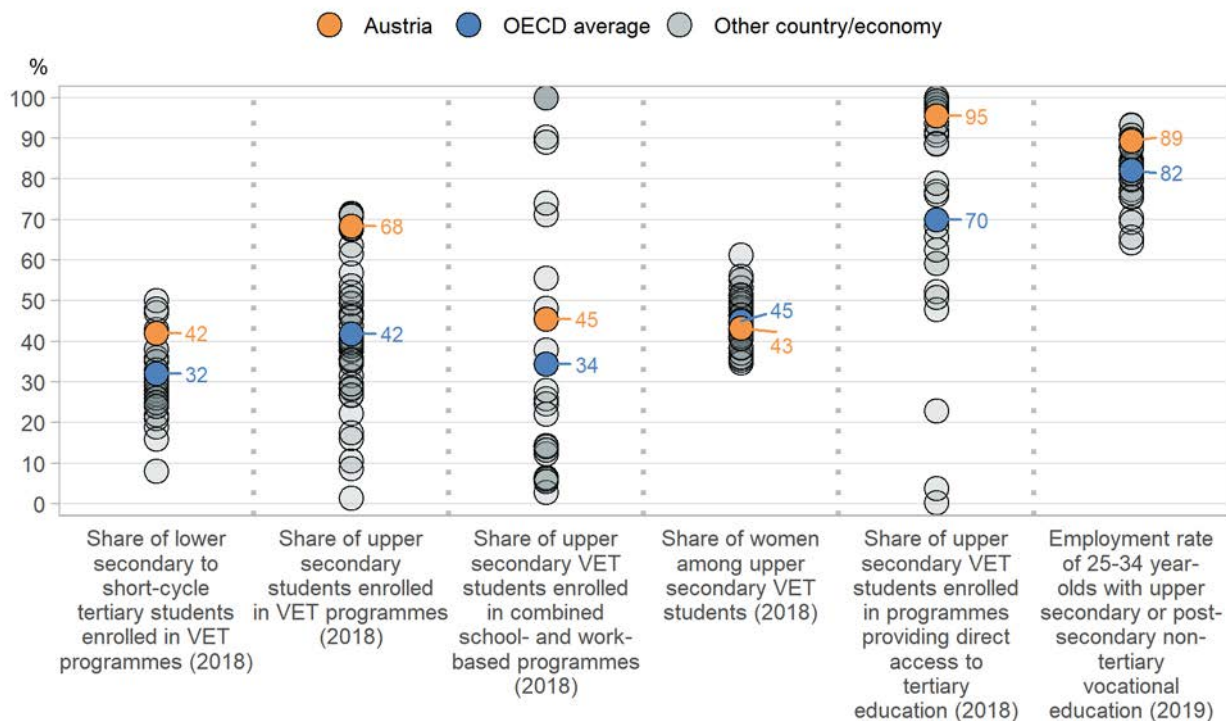 Austria OECD average Other country/economy
%
100
90
80
70
60
50
40
30
20
10
0
42
32
68
42
45
34
45
43
95
70
89
82
Share of lower
secondary to
short-cycle
tertiary students
enrolled in VET
programmes (2018)
Share of upper
secondary
students enrolled
in VET programmes
(2018)
Share of upper
secondary VET
students enrolled
in combined
school- and work-
based programmes
(2018)
Share of women
among upper
secondary VET
students (2018)
Share of upper
secondary VET
students enrolled
in programmes
providing direct
access to
tertiary
education (2018)
Employment rate
of 25-34 year-
olds with upper
secondary or post-
secondary non-
tertiary
vocational
education (2019)